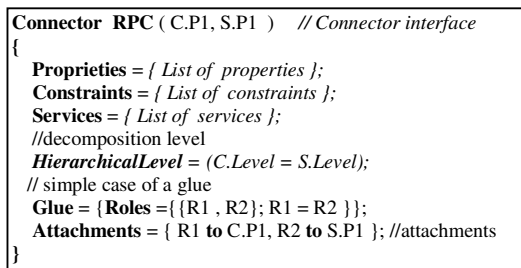 Connector RPC ( C.P1, S.P1 ) // Connector interface
{
Proprieties = { List of properties };
Constraints = { List of constraints };
Services = { List of services };
//decomposition level
HierarchicalLevel = (C.Level = S.Level);
// simple case of a glue
Glue = {Roles ={{R1 , R2}; R1 = R2 }};
Attachments = { R1 to C.P1, R2 to S.P1 }; //attachments
}